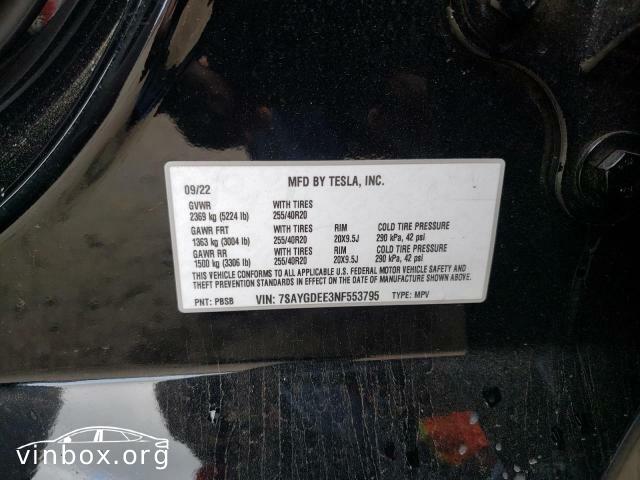 09/22 MFD BY TESLA, INC.
GVWR WITH TIRES
2369 kg (5224 lb) 255/40R20
GAWR FRT WITH TIRES RIM COLD TIRE PRESSURE
1363 kg (3004 lb) 255/40R20 20X9.5J 290 kPa, 42 psi
GAWR RR WITH TIRES RIM COLD TIRE PRESSURE
1500 kg (3306 lb) 255/40R20 20X9.5J 290 kPa, 42 psi
THIS VEHICLE CONFORMS TO ALL APPLICABLE U.S. FEDERAL MOTOR VEHICLE SAFETY AND
THEFT PREVENTION STANDARDS IN EFFECT ON THE DATE OF MANUFACTURE SHOWN ABOVE.
PNT: PBSB VIN: 7SAYGDEE3NF553795 TYPE: MPV
vinbox.org